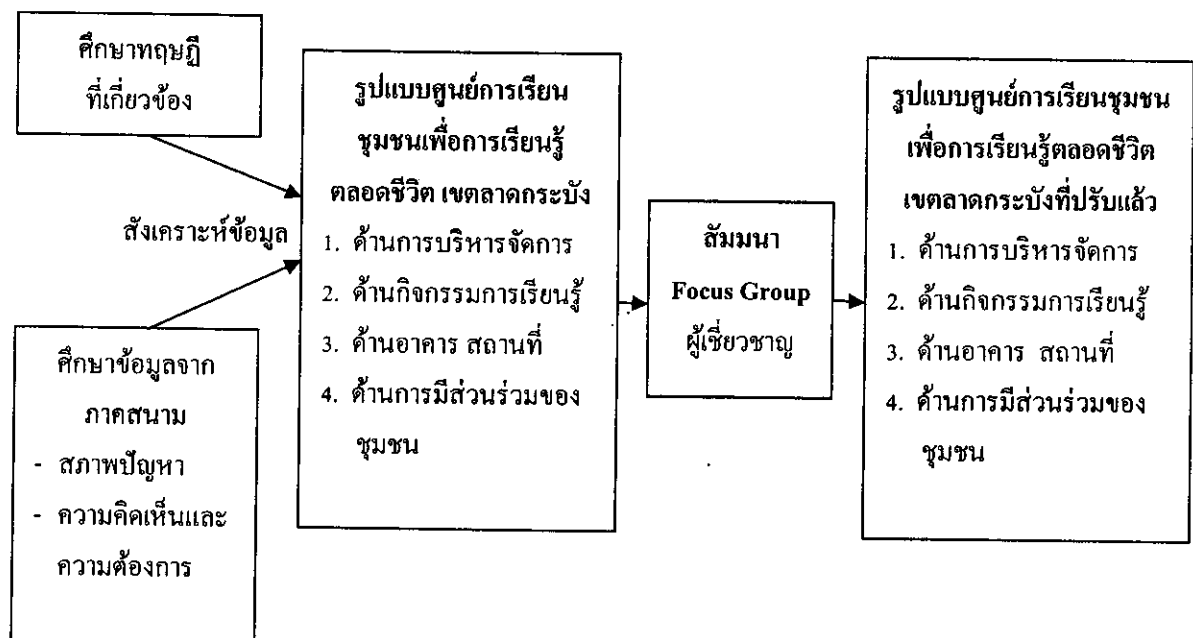 ศึกษาทฤษฎี
ที่เกี่ยวข้อง
สังเคราะห์ข้อมูล
ศึกษาข้อมูลจาก
ภาคสนาม
- สภาพปัญหา
- ความคิดเห็นและ
ความต้องการ
รูปแบบศูนย์การเรียน
ชุมชนเพื่อการเรียนรู้
ตลอดชีวิต เขตลาดกระบัง
1. ด้านการบริหารจัดการ
2. ด้านกิจกรรมการเรียนรู้
3. ด้านอาคาร สถานที่
4. ด้านการมีส่วนร่วมของ
ชุมชน
สัมมนา
Focus Group
ผู้เชี่ยวชาญ
รูปแบบศูนย์การเรียนชุมชน
เพื่อการเรียนรู้ตลอดชีวิต
เขตลาดกระบังที่ปรับแล้ว
1. ด้านการบริหารจัดการ
2. ด้านกิจกรรมการเรียนรู้
3. ด้านอาคาร สถานที่
4. ด้านการมีส่วนร่วมของ
ชุมชน